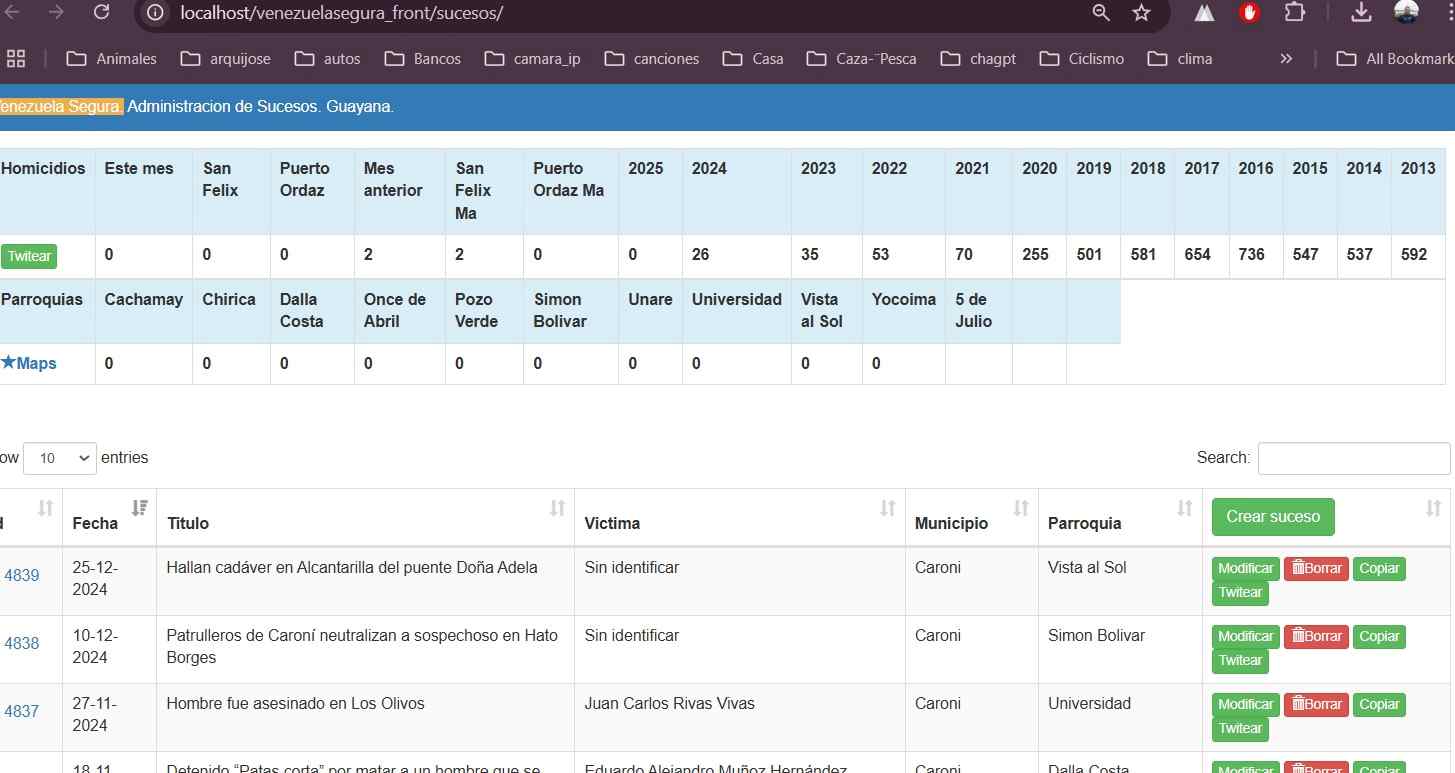 localhost/venezuelasegura_front/sucesos/
Animales arquijose autos Bancos camara_ip canciones Casa Caza-¨Pesca chagpt Ciclismo clima » All Bookmark
enezuela Segura. Administracion de Sucesos. Guayana.
Homicidios Este mes San Felix Puerto Ordaz Mes anterior San Felix Ma Puerto Ordaz Ma 2025 2024 2023 2022 2021 2020 2019 2018 2017 2016 2015 2014 2013
Twitear 0 0 0 2 2 0 0 26 35 53 70 255 501 581 654 736 547 537 592
Parroquias Cachamay Chirica Dalla Costa Once de Abril Pozo Verde Simon Bolivar Unare Universidad Vista al Sol Yocoima 5 de Julio
Maps 0 0 0 0 0 0 0 0 0 0
ow 10 entries Search:
d Fecha Titulo Victima Municipio Parroquia Crear suceso
4839 25-12-2024 Hallan cadáver en Alcantarilla del puente Doña Adela Sin identificar Caroni Vista al Sol Modificar Borrar Copiar Twitear
4838 10-12-2024 Patrulleros de Caroní neutralizan a sospechoso en Hato Borges Sin identificar Caroni Simon Bolivar Modificar Borrar Copiar Twitear
4837 27-11-2024 Hombre fue asesinado en Los Olivos Juan Carlos Rivas Vivas Caroni Universidad Modificar Borrar Copiar Twitear
18-11 Detenido “Patas corta” por matar a un hombre que se Eduardo Alejandro Muñoz Hernández Caroni Dalla Costa Modificar Borrar Copiar